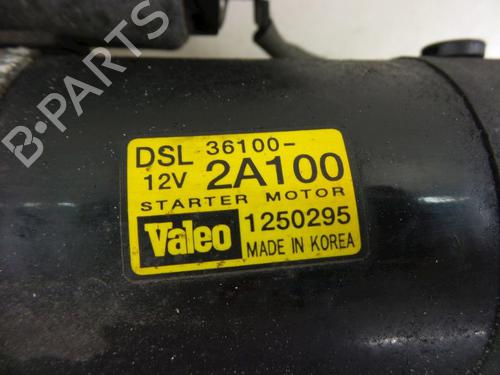 B-PARTS
DSL 36100-
12V 2A100
STARTER MOTOR
Valeo 1250295
MADE IN KOREA